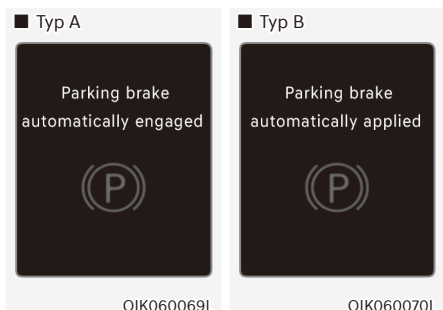 ■ Typ A
Parking brake
automatically engaged
P
OIK060069L
■ Typ B
Parking brake
automatically applied
P
OIK060070L